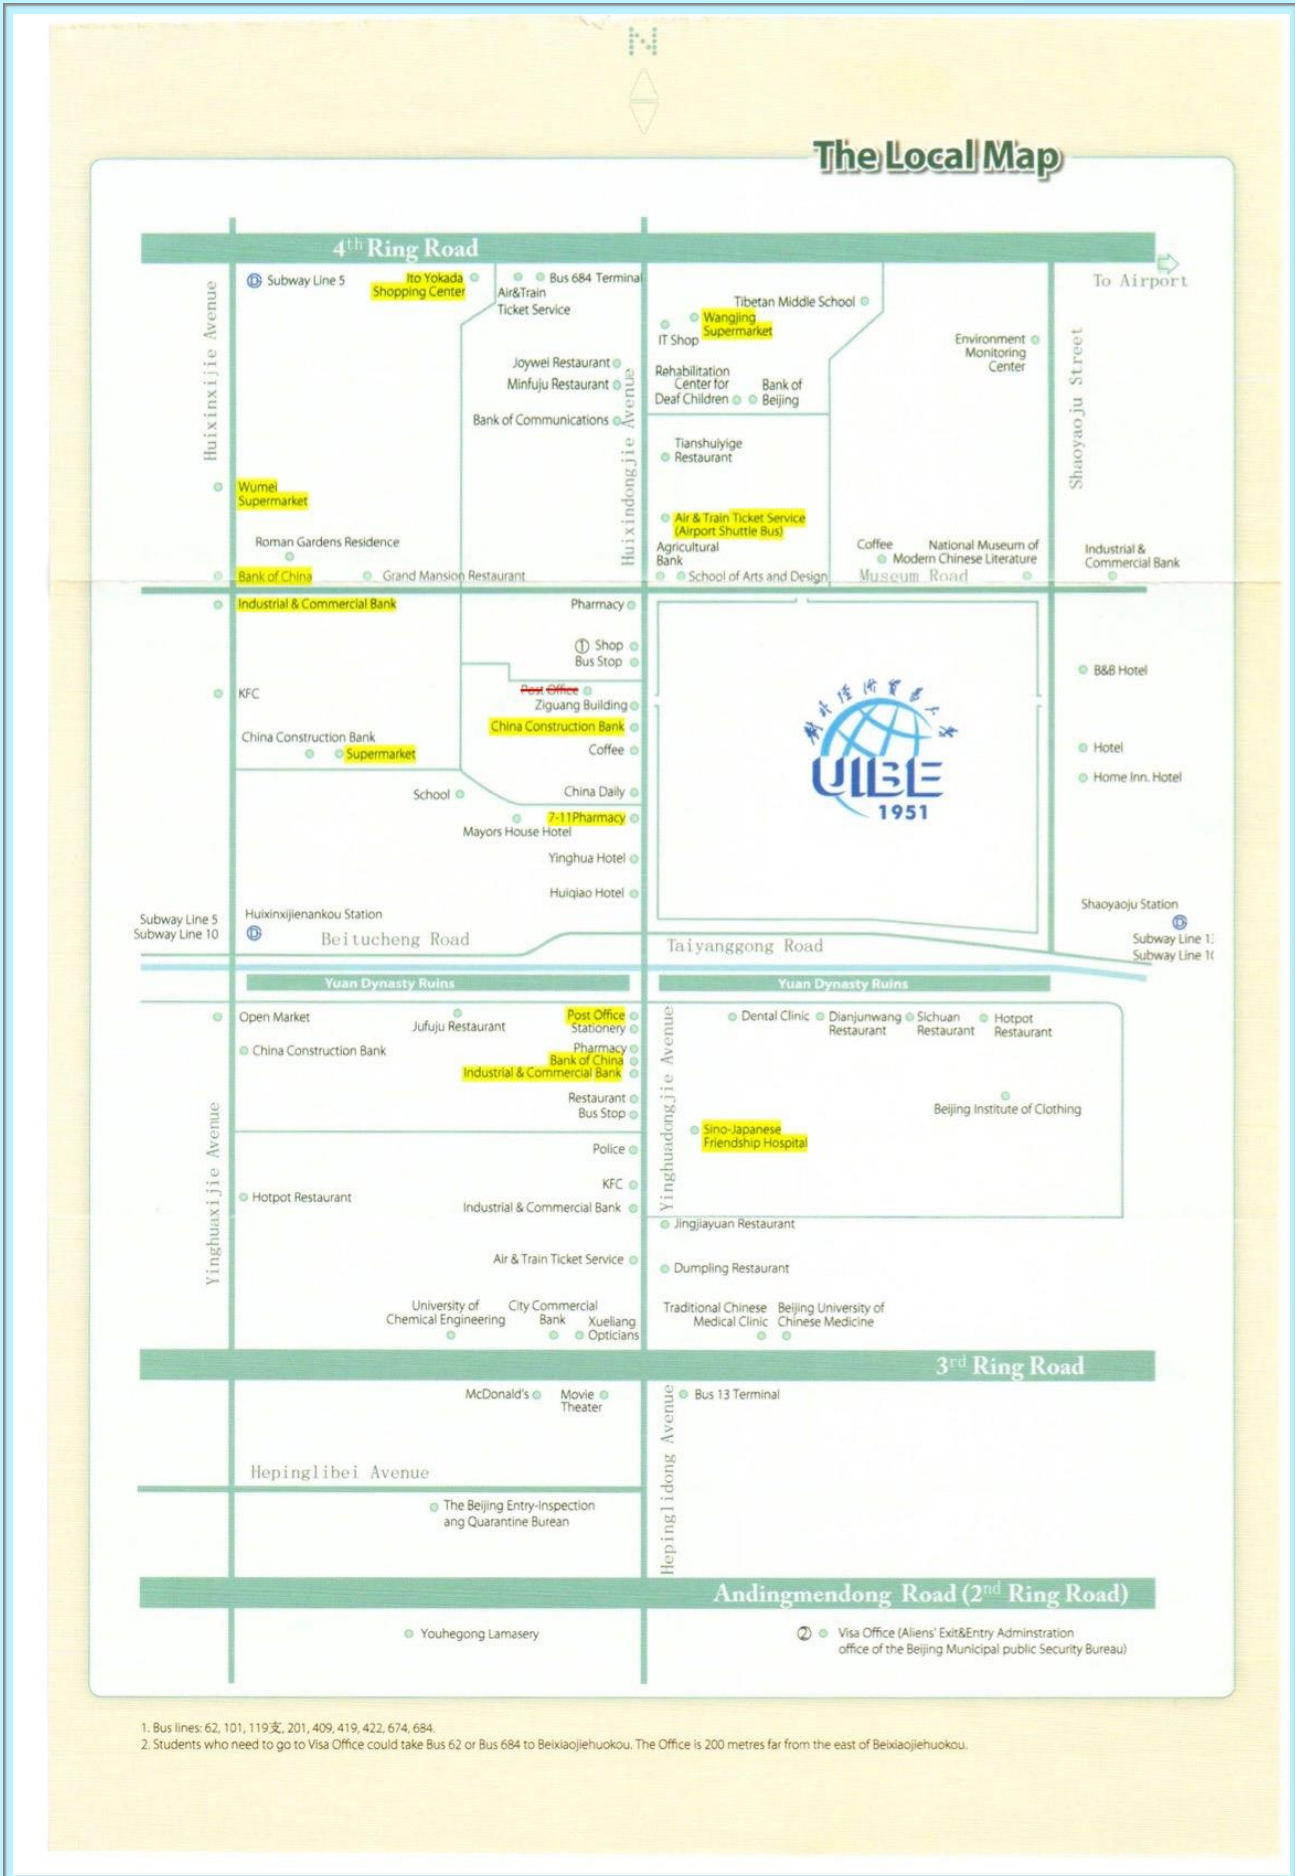 N
The Local Map
4th Ring Road
To Airport
Huixinxijie Avenue
Subway Line 5
Ito Yokada
Shopping Center
Air&Train
Ticket Service
Bus 684 Terminal
Joywei Restaurant
Minfuju Restaurant
Bank of Communications
Huixindongjie Avenue
Wangjing
Supermarket
IT Shop
Tibetan Middle School
Rehabilitation
Center for
Deaf Children
Bank of
Beijing
Environment
Monitoring
Center
Shaoyaoju Street
Tianshuiyige
Restaurant
Air & Train Ticket Service
(Airport Shuttle Bus)
Agricultural
Bank
School of Arts and Design
Coffee
National Museum of
Modern Chinese Literature
Museum Road
Industrial &
Commercial Bank
Wumei
Supermarket
Roman Gardens Residence
Bank of China
Grand Mansion Restaurant
Industrial & Commercial Bank
KFC
China Construction Bank
Supermarket
School
Pharmacy
① Shop
Bus Stop
Post Office
Ziguang Building
China Construction Bank
Coffee
China Daily
7-11Pharmacy
Mayors House Hotel
Yinghua Hotel
Huiqiao Hotel
对外经济贸易大学
UIBE
1951
B&B Hotel
Hotel
Home Inn. Hotel
Shaoyaoju Station
Subway Line 1
Subway Line 1
Subway Line 5
Subway Line 10
Huixinxijienankou Station
Beitucheng Road
Taiyanggong Road
Yuan Dynasty Ruins
Yuan Dynasty Ruins
Open Market
China Construction Bank
Jufuju Restaurant
Post Office
Stationery
Pharmacy
Bank of China
Industrial & Commercial Bank
Restaurant
Bus Stop
Yinghuadongjie Avenue
Dental Clinic
Dianjunwang
Restaurant
Sichuan
Restaurant
Hotpot
Restaurant
Beijing Institute of Clothing
Sino-Japanese
Friendship Hospital
Yinghuaxijie Avenue
Hotpot Restaurant
Police
KFC
Industrial & Commercial Bank
Air & Train Ticket Service
Jingjiayuan Restaurant
Dumpling Restaurant
University of
Chemical Engineering
City Commercial
Bank
Xueliang
Opticians
Traditional Chinese
Medical Clinic
Beijing University of
Chinese Medicine
3rd Ring Road
McDonald's
Movie
Theater
Bus 13 Terminal
Hepinglidong Avenue
Hepinglibei Avenue
The Beijing Entry-Inspection
ang Quarantine Burean
Andingmendong Road (2nd Ring Road)
Youhegong Lamasery
② Visa Office (Aliens' Exit&Entry Adminstration
office of the Beijing Municipal public Security Bureau)
1. Bus lines: 62, 101, 119支, 201, 409, 419, 422, 674, 684.
2. Students who need to go to Visa Office could take Bus 62 or Bus 684 to Beixiaojiehuokou. The Office is 200 metres far from the east of Beixiaojiehuokou.